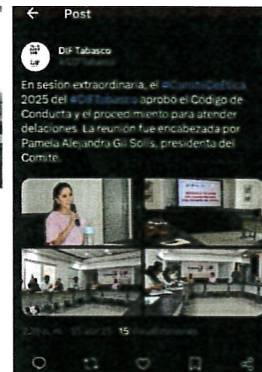 Post
DIF Tabasco
En sesión extraordinaria, el #ComitéDeÉtica
2025 del #DIFTabasco aprobó el Código de
Conducta y el procedimiento para atender
delaciones. La reunión fue encabezada por
Pamela Alejandra Gil Solís, presidenta del
Comité.
15